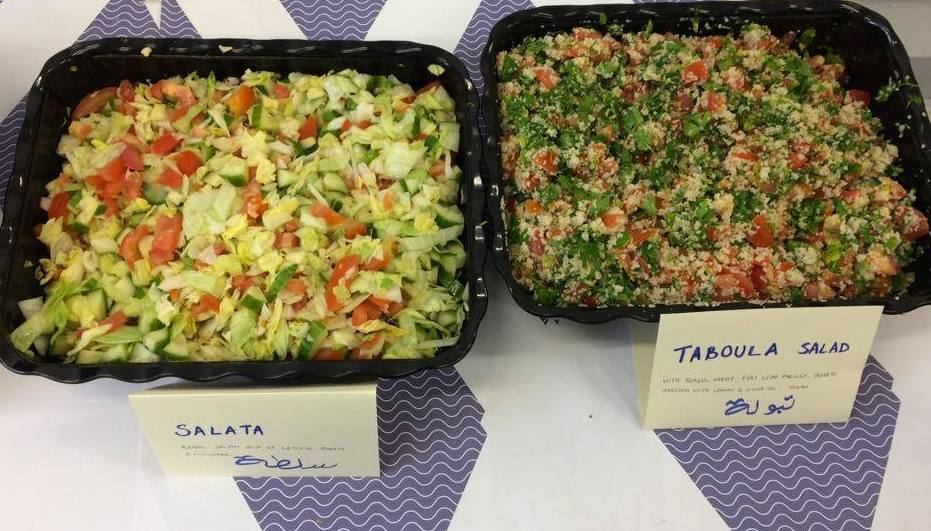 SALATA
ARABIC SALAD MIX OF LETTUCE, TOMATO
& CUCUMBER
سلطة
TABOULA SALAD
WITH BURGUL WHEAT, FLAT LEAF PARSLEY, TOMATO
DRESSED WITH LEMON & OLIVE OIL VEGAN
تبولة